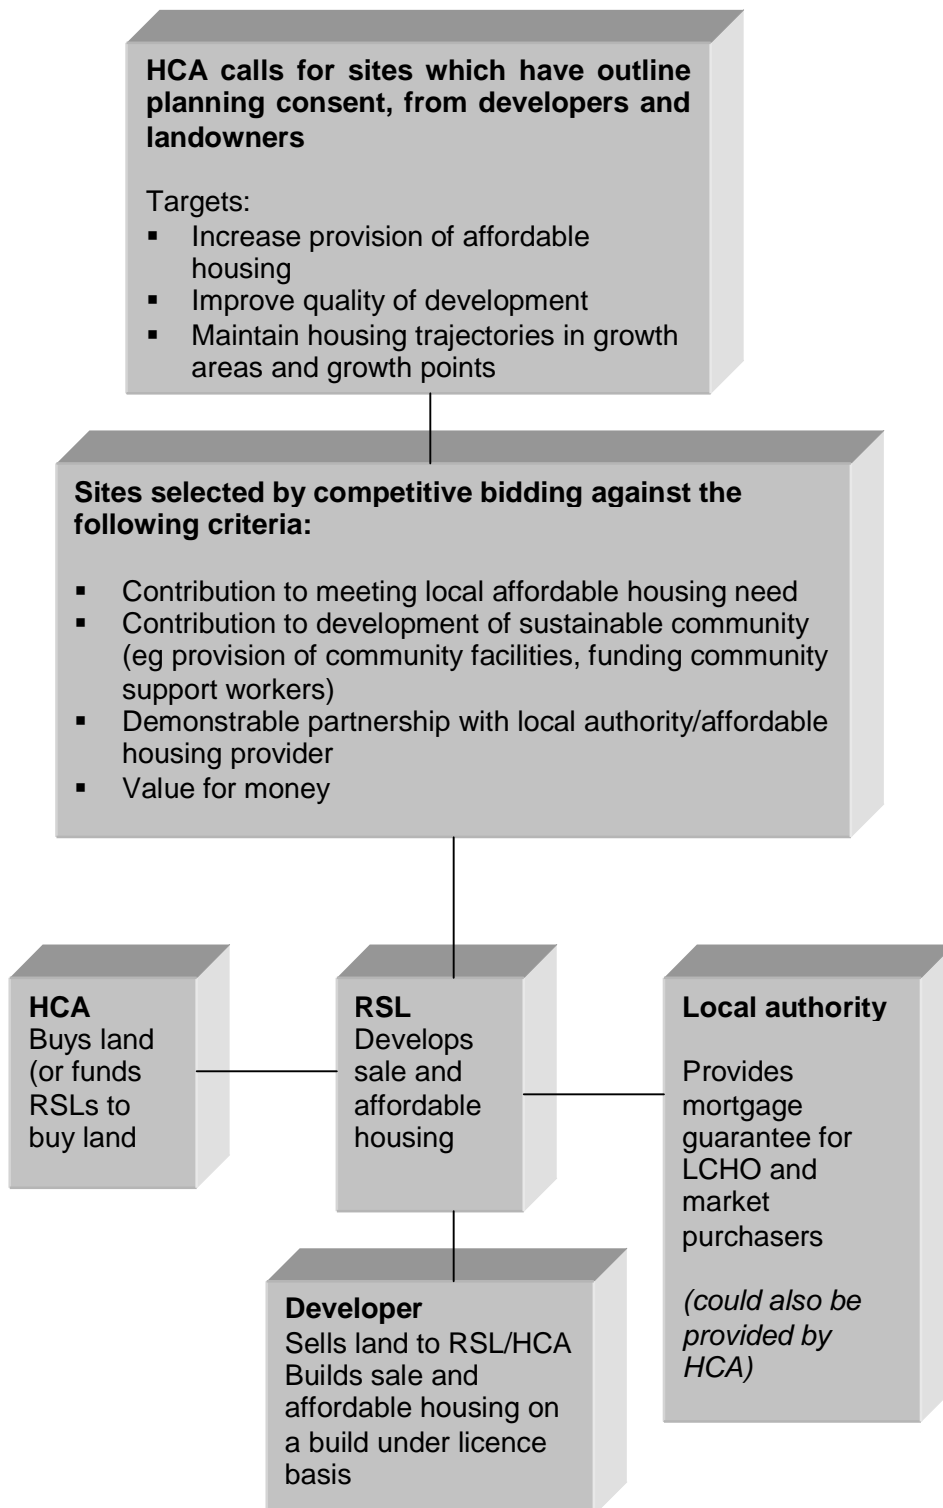 HCA calls for sites which have outline
planning consent, from developers and
landowners
Targets:
▪ Increase provision of affordable
housing
▪ Improve quality of development
▪ Maintain housing trajectories in growth
areas and growth points
Sites selected by competitive bidding against the
following criteria:
▪ Contribution to meeting local affordable housing need
▪ Contribution to development of sustainable community
(eg provision of community facilities, funding community
support workers)
▪ Demonstrable partnership with local authority/affordable
housing provider
▪ Value for money
HCA
Buys land
(or funds
RSLs to
buy land
RSL
Develops
sale and
affordable
housing
Local authority
Provides
mortgage
guarantee for
LCHO and
market
purchasers
(could also be
provided by
HCA)
Developer
Sells land to RSL/HCA
Builds sale and
affordable housing on
a build under licence
basis